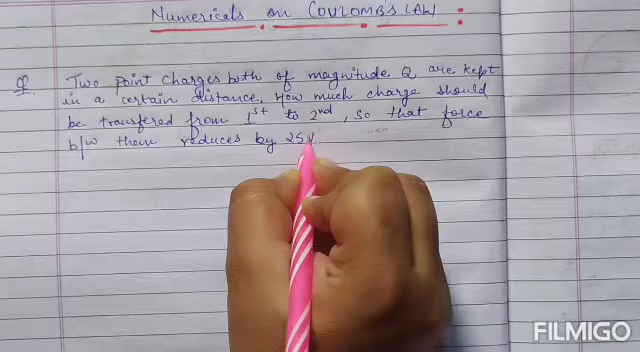 Numericals on COULOMB'S LAW :
Q. Two point charges both of magnitude Q are kept
in a certain distance, How much charge should
be transferred from 1st to 2nd, so that force
b/w them reduces by 25
FILMIGO